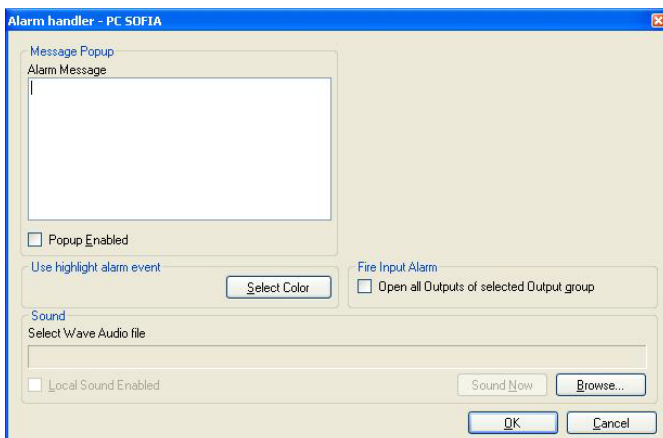 Alarm handler - PC SOFIA
Message Popup
Alarm Message
Popup Enabled
Use highlight alarm event
Select Color
Fire Input Alarm
Open all Outputs of selected Output group
Sound
Select Wave Audio file
Local Sound Enabled
Sound Now
Browse...
OK
Cancel